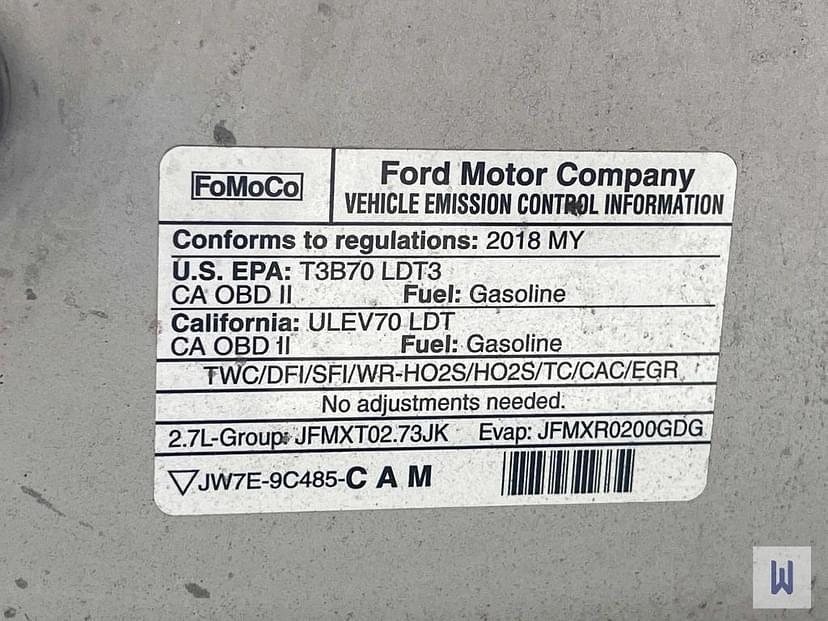 FoMoCo
Ford Motor Company
VEHICLE EMISSION CONTROL INFORMATION
Conforms to regulations: 2018 MY
U.S. EPA: T3B70 LDT3
CA OBD II Fuel: Gasoline
California: ULEV70 LDT
CA OBD II Fuel: Gasoline
TWC/DFI/SFI/WR-HO2S/HO2S/TC/CAC/EGR
No adjustments needed.
2.7L-Group: JFMXT02.73JK Evap: JFMXR0200GDG
JW7E-9C485-C A M
W